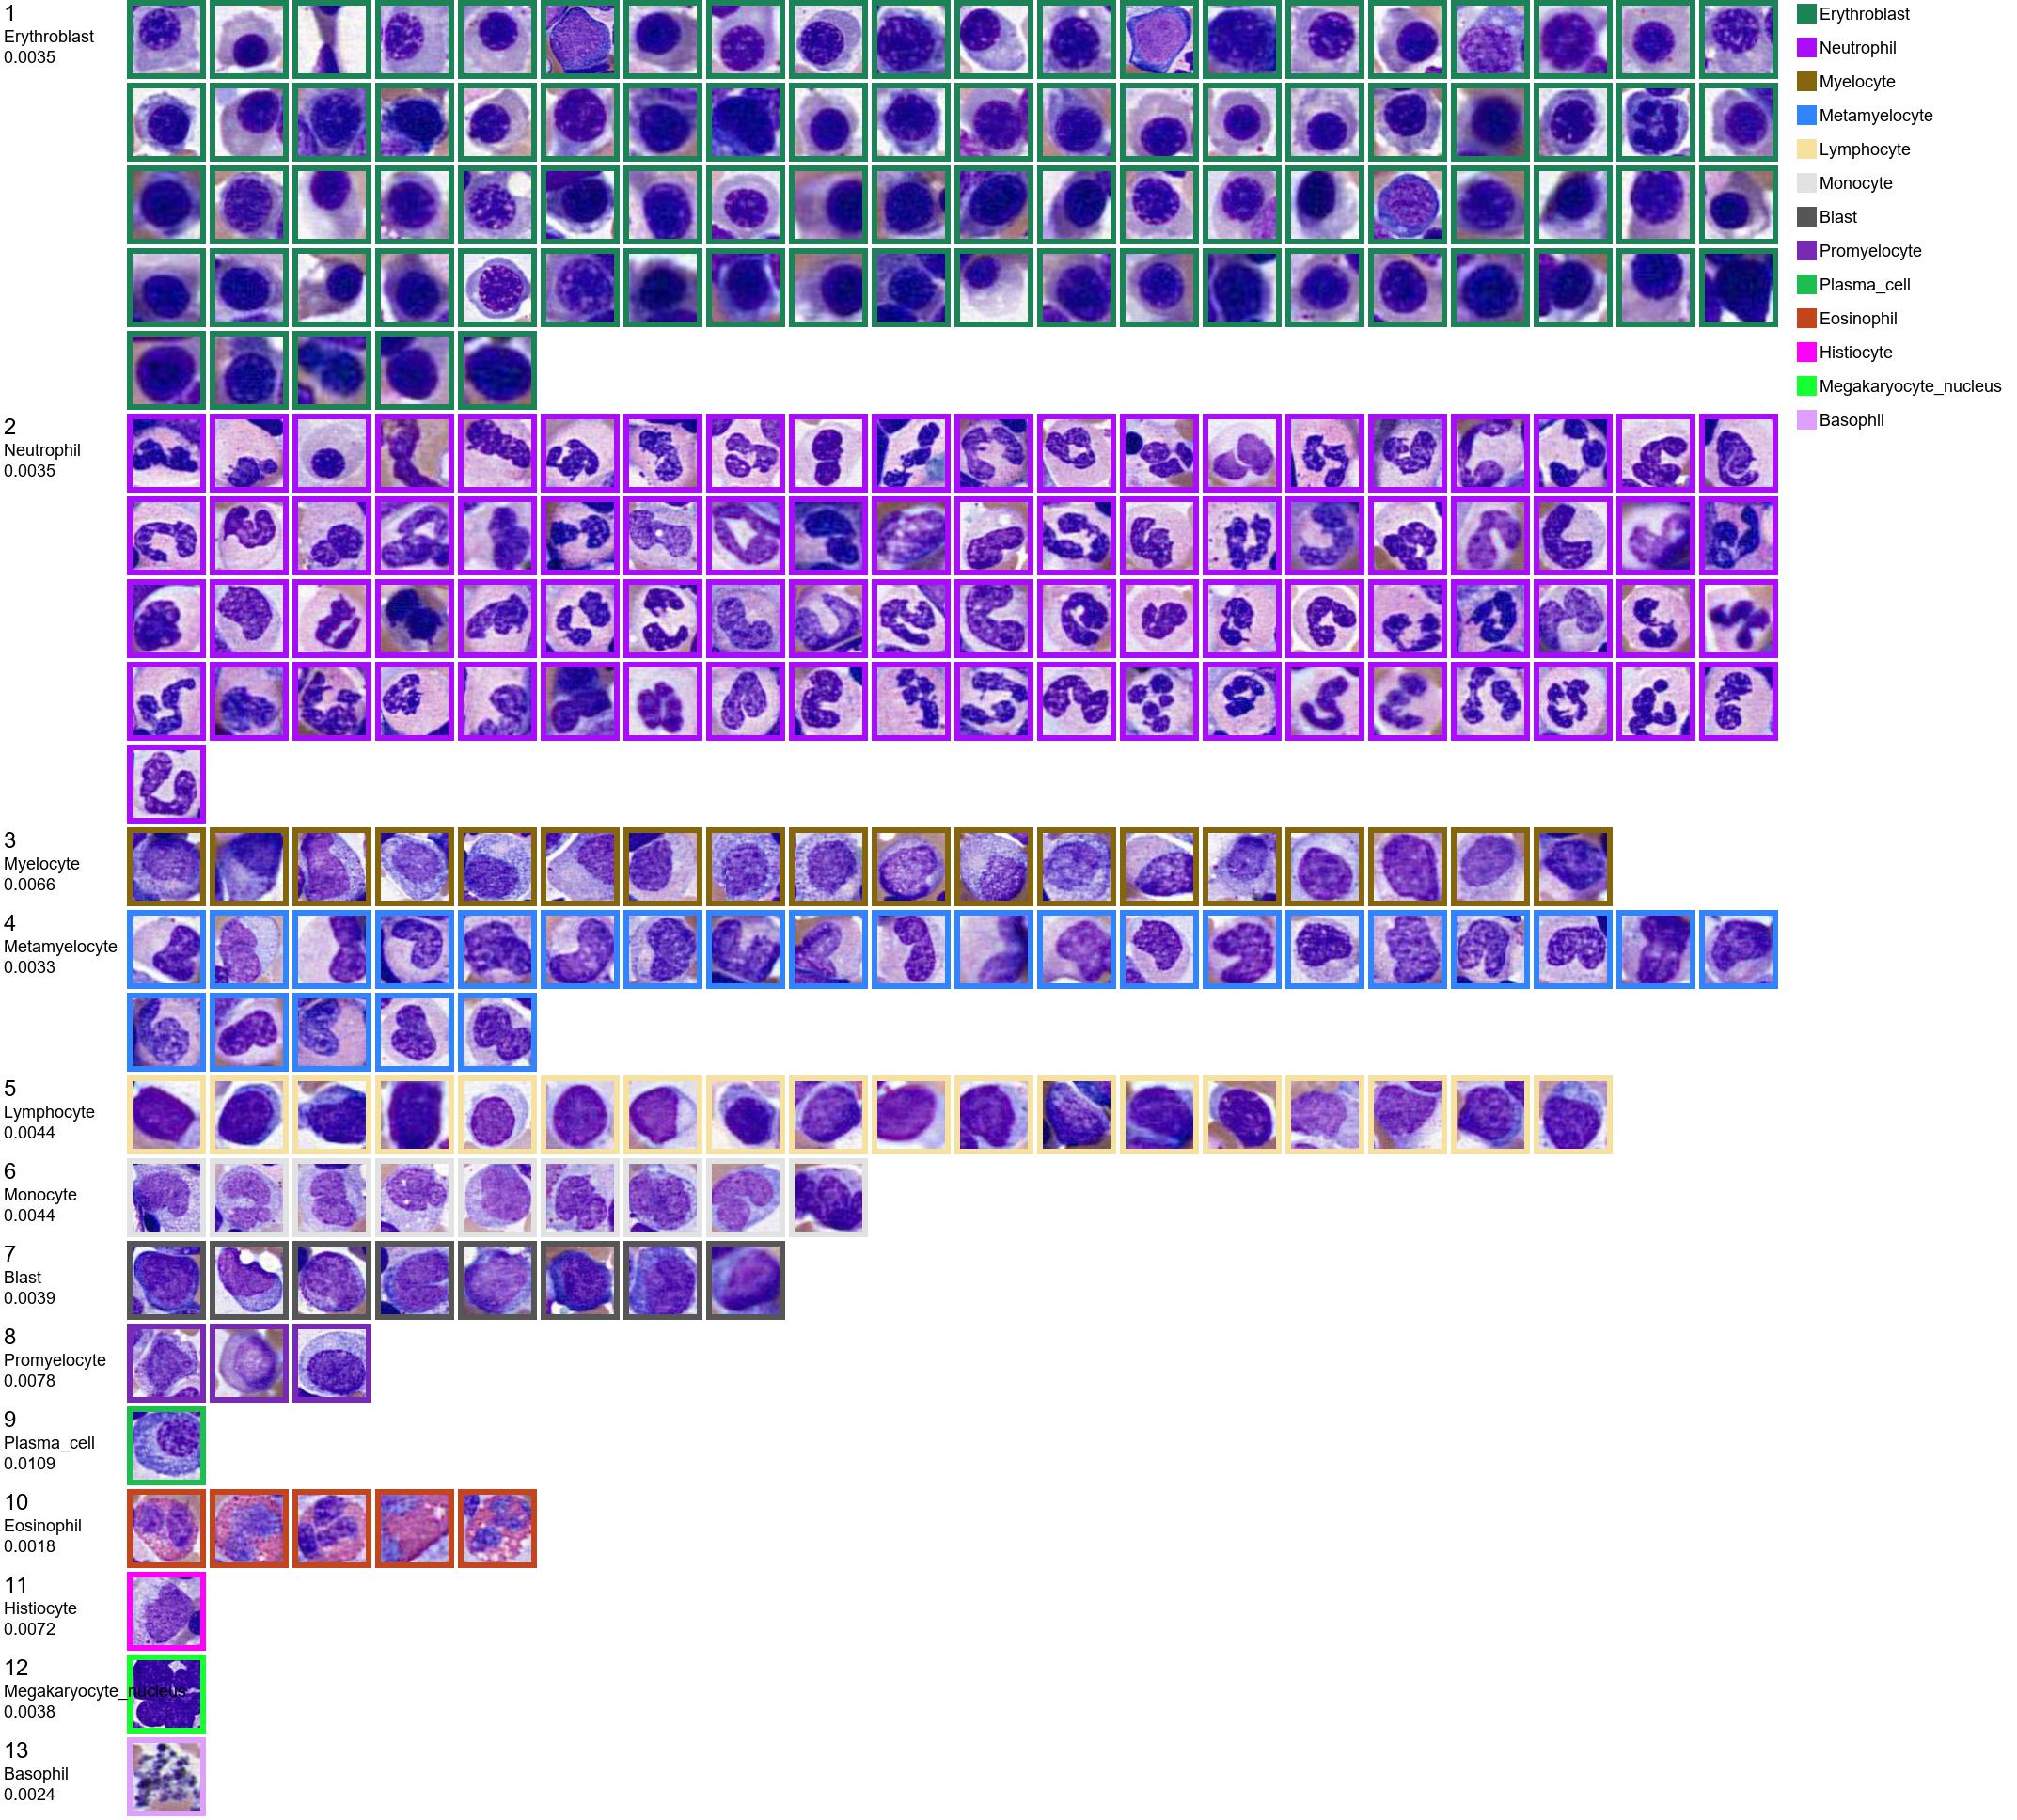 1
Erythroblast
0.0035
2
Neutrophil
0.0035
3
Myelocyte
0.0066
4
Metamyelocyte
0.0033
5
Lymphocyte
0.0044
6
Monocyte
0.0044
7
Blast
0.0039
8
Promyelocyte
0.0078
9
Plasma_cell
0.0109
10
Eosinophil
0.0018
11
Histiocyte
0.0072
12
Megakaryocyte_nucleus
0.0038
13
Basophil
0.0024
Erythroblast
Neutrophil
Myelocyte
Metamyelocyte
Lymphocyte
Monocyte
Blast
Promyelocyte
Plasma_cell
Eosinophil
Histiocyte
Megakaryocyte_nucleus
Basophil